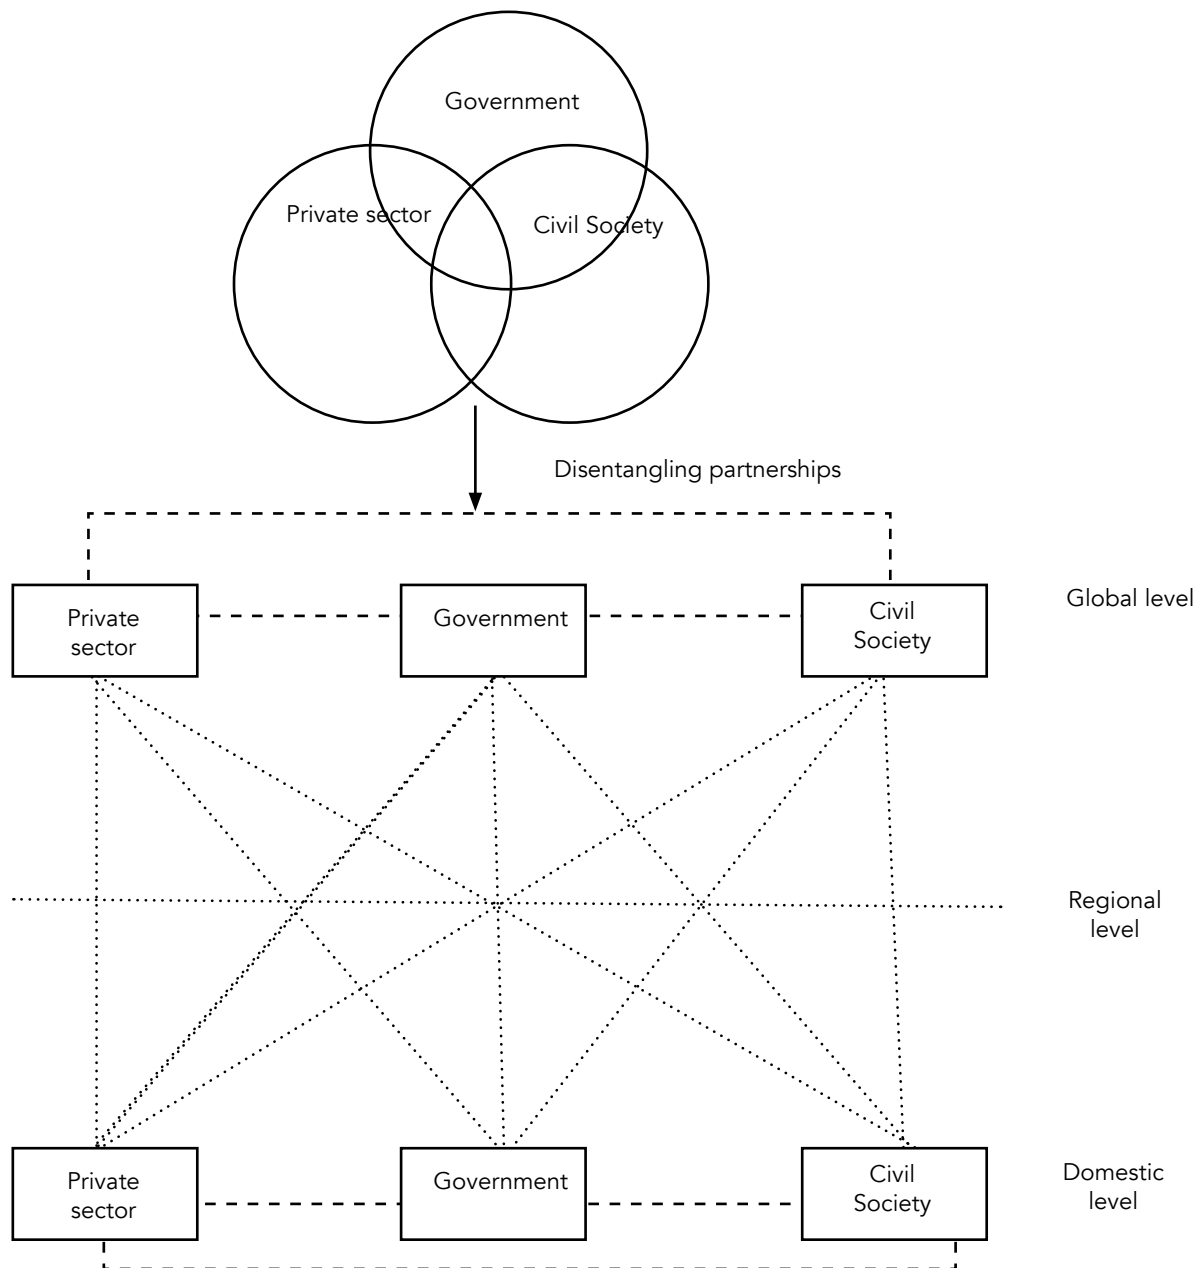 Government
Private sector
Civil Society
Disentangling partnerships
Private
sector
Government
Civil
Society
Global level
Regional
level
Private
sector
Government
Civil
Society
Domestic
level